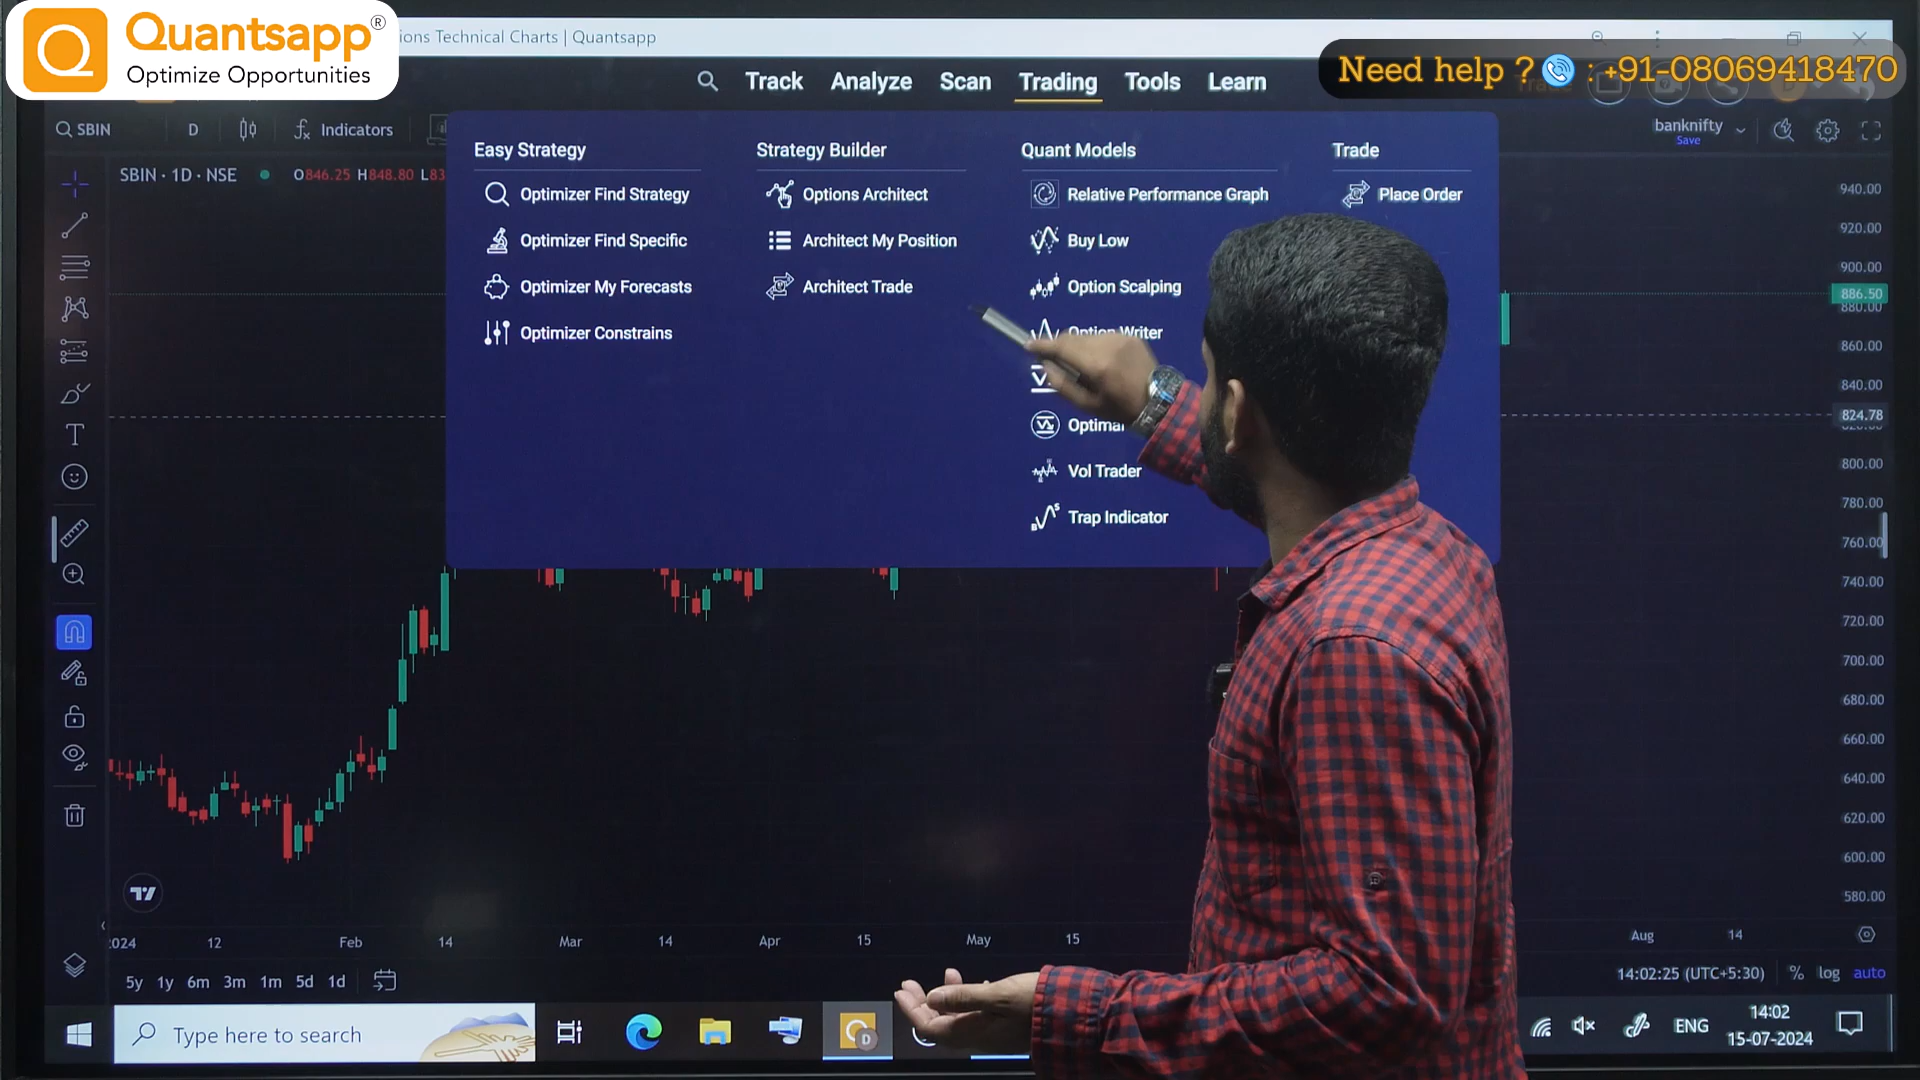 Quantsapp®
Optimize Opportunities
ions Technical Charts | Quantsapp
Need help ? : +91-08069418470
Track Analyze Scan Trading Tools Learn
SBIN D Indicators
banknifty
Save
SBIN · 1D · NSE O846.25 H848.80 L83
Easy Strategy
Optimizer Find Strategy
Optimizer Find Specific
Optimizer My Forecasts
Optimizer Constrains
Strategy Builder
Options Architect
Architect My Position
Architect Trade
Quant Models
Relative Performance Graph
Buy Low
Option Scalping
Option Writer
Optima
Vol Trader
Trap Indicator
Trade
Place Order
940.00
920.00
900.00
886.50
880.00
860.00
840.00
824.78
800.00
780.00
760.00
740.00
720.00
700.00
680.00
660.00
640.00
620.00
600.00
580.00
2024 12 Feb 14 Mar 14 Apr 15 May 15 Aug 14
5y 1y 6m 3m 1m 5d 1d
14:02:25 (UTC+5:30) % log auto
Type here to search
D
ENG
14:02
15-07-2024